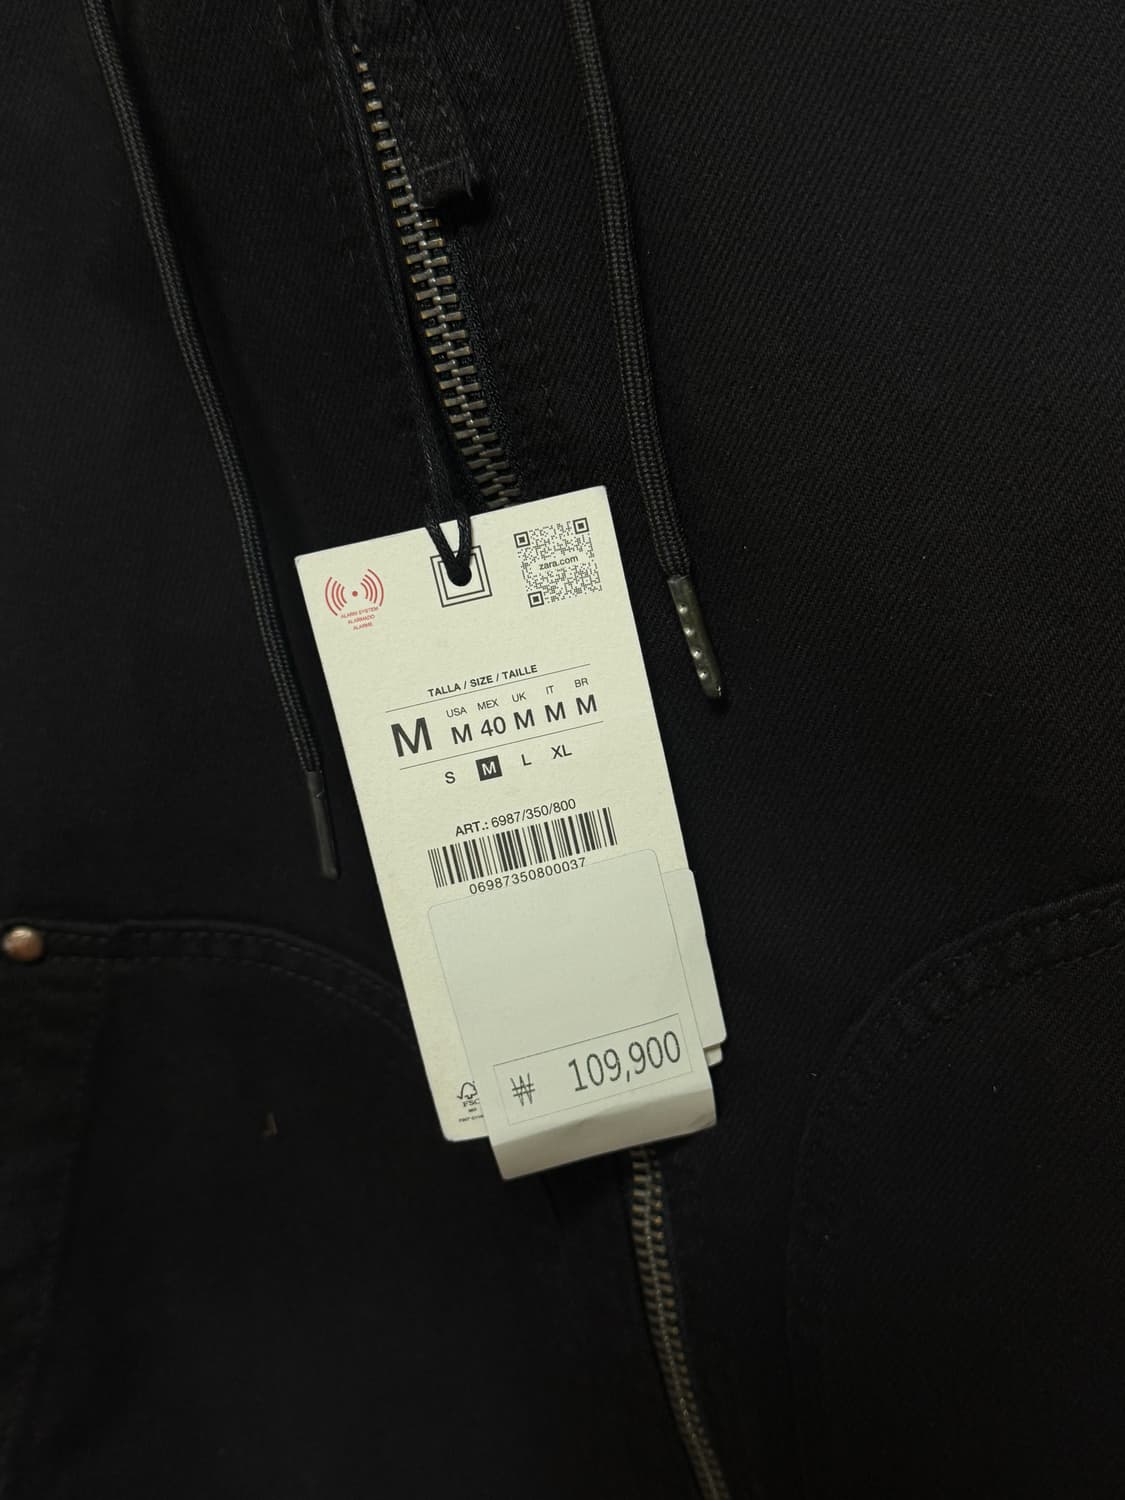 ALARM SYSTEM
ALARMADO
ALARME
zara.com
TALLA / SIZE / TAILLE
USA MEX UK IT BR
M M 40 M M M
S M L XL
ART.: 6987/350/800
06987350800037
₩ 109,900
FSC